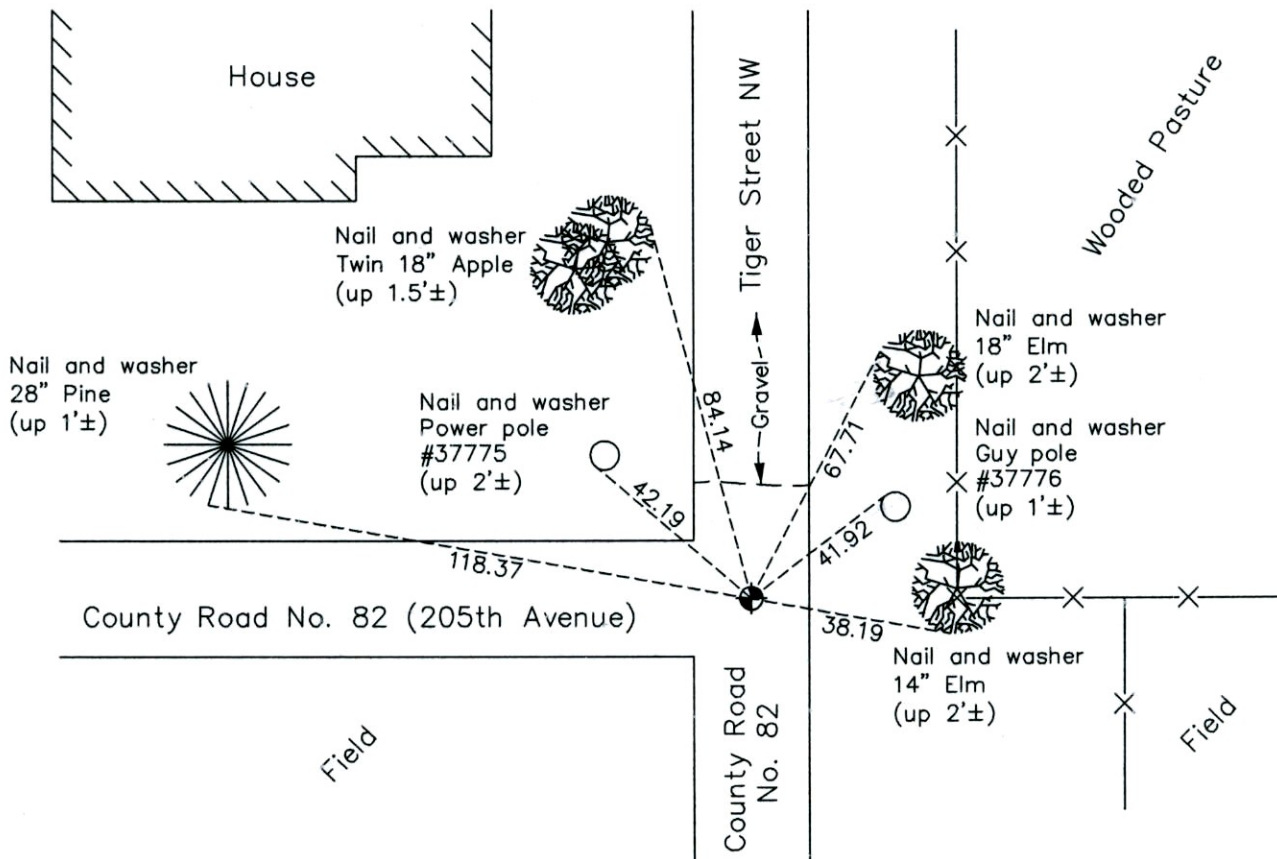 House
Tiger Street NW
Wooded Pasture
Nail and washer
Twin 18" Apple
(up 1.5'±)
Nail and washer
28" Pine
(up 1'±)
Nail and washer
Power pole
#37775
(up 2'±)
Gravel
Nail and washer
18" Elm
(up 2'±)
Nail and washer
Guy pole
#37776
(up 1'±)
84.14
67.71
42.19
41.92
118.37
38.19
County Road No. 82 (205th Avenue)
Nail and washer
14" Elm
(up 2'±)
Field
County Road
No. 82
Field